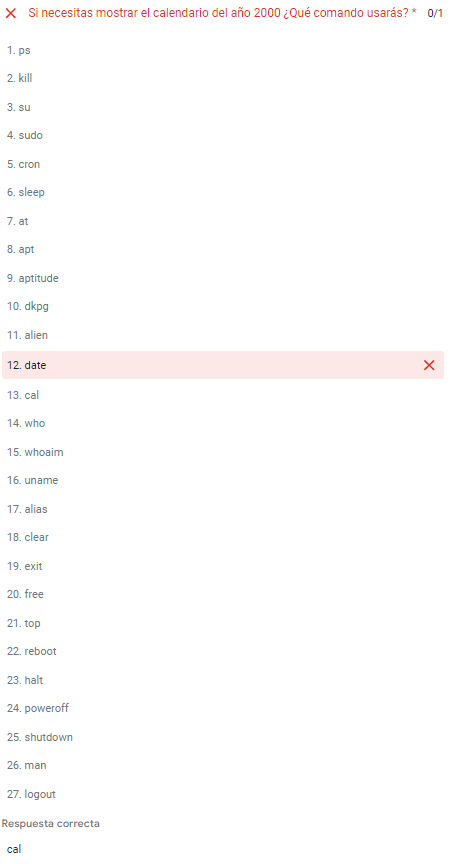 Si necesitas mostrar el calendario del año 2000 ¿Qué comando usarás? * 0/1
1. ps
2. kill
3. su
4. sudo
5. cron
6. sleep
7. at
8. apt
9. aptitude
10. dkpg
11. alien
12. date
13. cal
14. who
15. whoaim
16. uname
17. alias
18. clear
19. exit
20. free
21. top
22. reboot
23. halt
24. poweroff
25. shutdown
26. man
27. logout
Respuesta correcta
cal